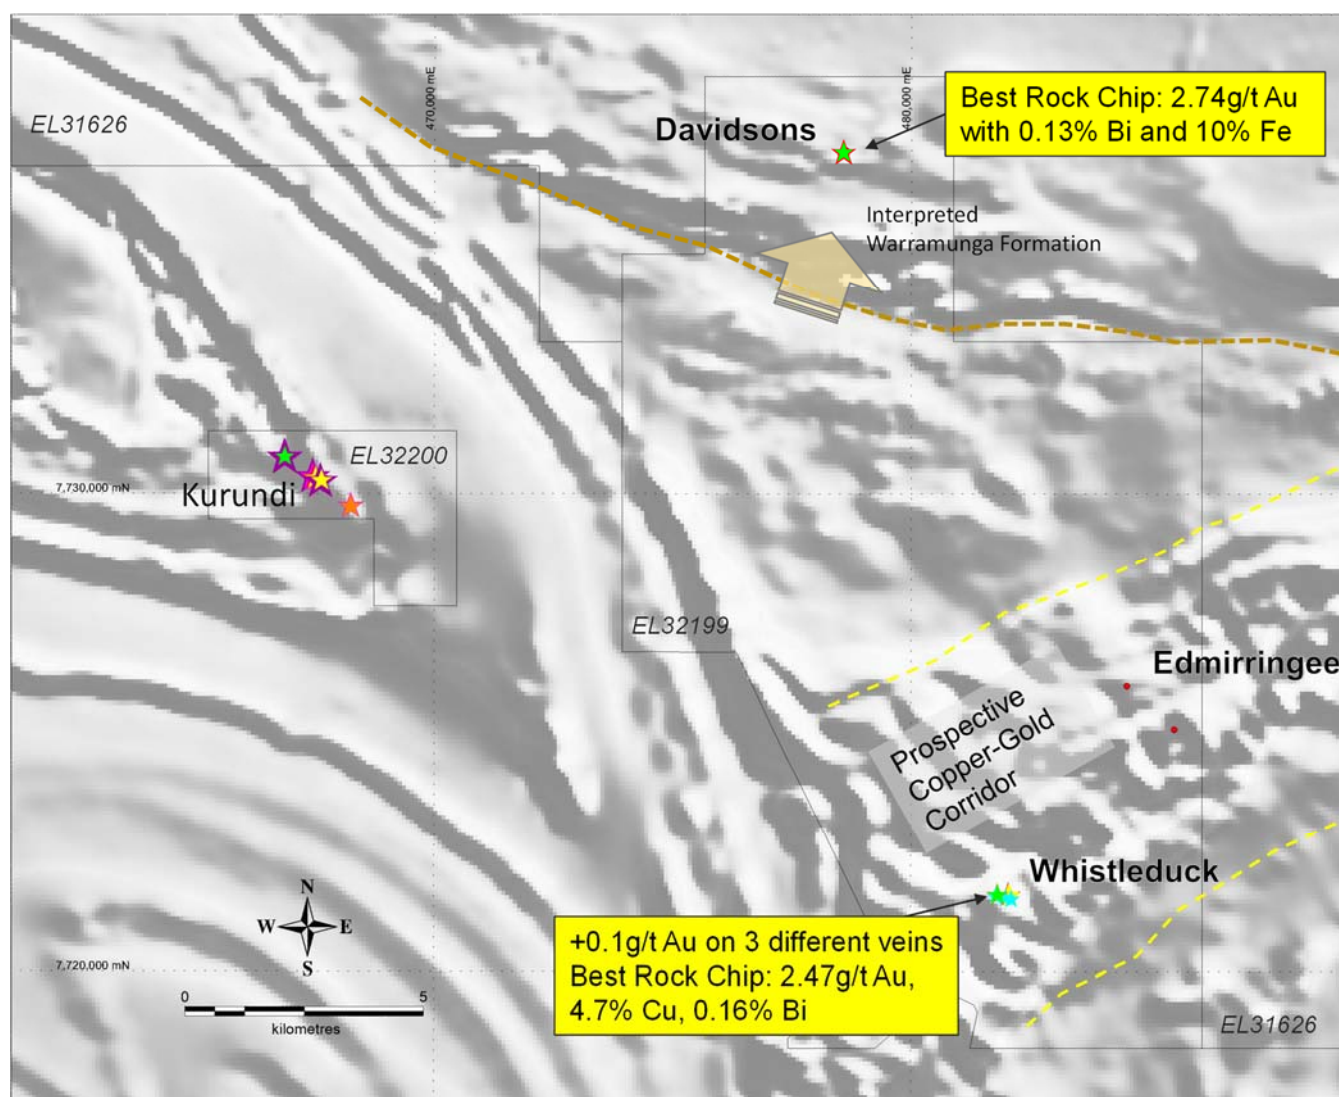 EL31626
470,000 mE
480,000 mE
Davidsons
Best Rock Chip: 2.74g/t Au
with 0.13% Bi and 10% Fe
Interpreted
Warramunga Formation
EL32200
Kurundi
7,730,000 mN
EL32199
Edmirringee
Prospective
Copper-Gold
Corridor
Whistleduck
N
W E
S
+0.1g/t Au on 3 different veins
Best Rock Chip: 2.47g/t Au,
4.7% Cu, 0.16% Bi
7,720,000 mN
0 5
kilometres
EL31626